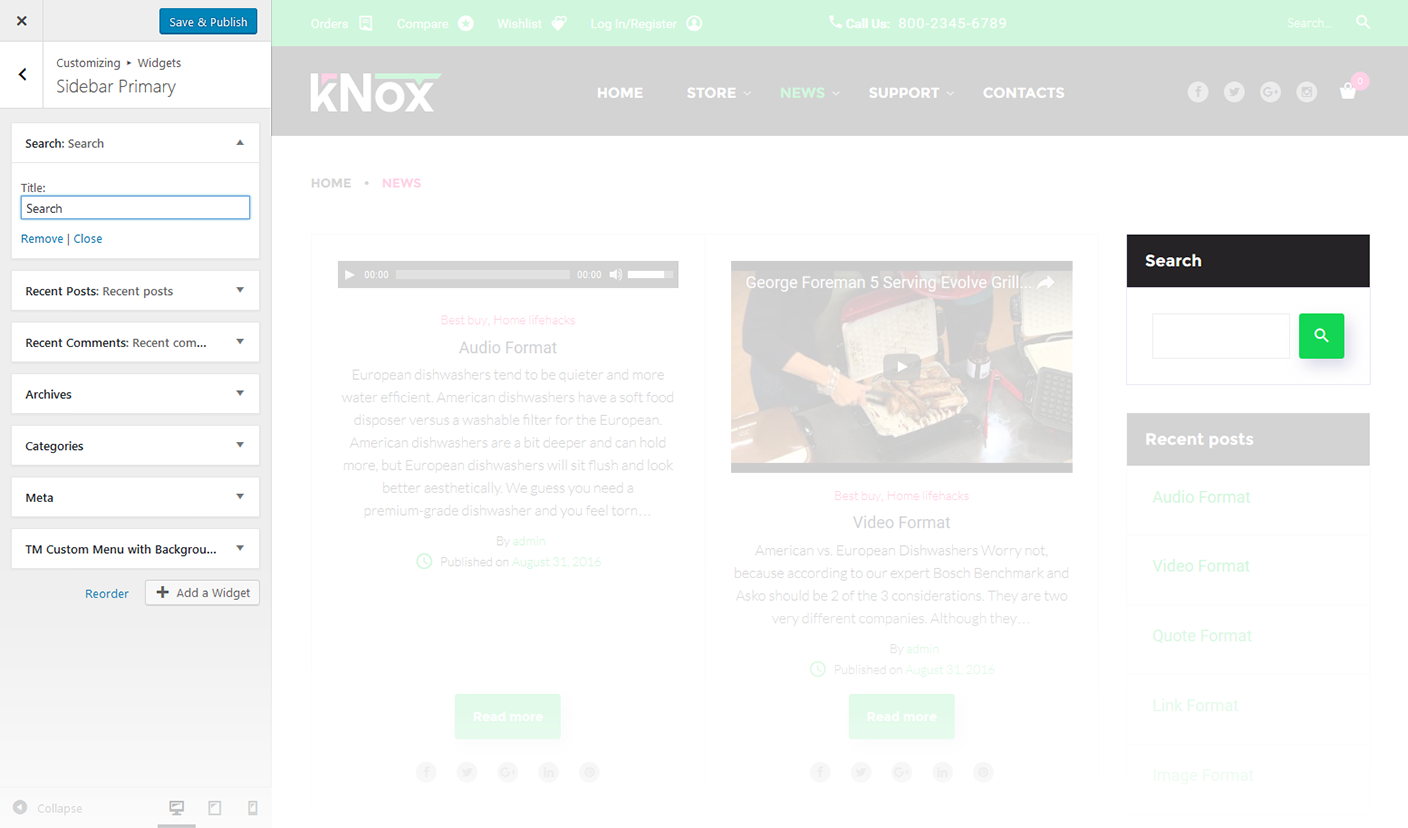 Save & Publish
Customizing ▸ Widgets
Sidebar Primary
Search: Search
Title:
Search
Remove | Close
Recent Posts: Recent posts
Recent Comments: Recent com...
Archives
Categories
Meta
TM Custom Menu with Backgrou...
Reorder
Add a Widget
Collapse
Orders Compare Wishlist Log In/Register Call Us: 800-2345-6789 Search...
KNOX
HOME STORE NEWS SUPPORT CONTACTS
0
HOME • NEWS
00:00 00:00
Best buy, Home lifehacks
Audio Format
European dishwashers tend to be quieter and more
water efficient. American dishwashers have a soft food
disposer versus a washable filter for the European.
American dishwashers are a bit deeper and can hold
more, but European dishwashers will sit flush and look
better aesthetically. We guess you need a
premium-grade dishwasher and you feel torn…
By admin
Published on August 31, 2016
Read more
George Foreman 5 Serving Evolve Grill...
Best buy, Home lifehacks
Video Format
American vs. European Dishwashers Worry not,
because according to our expert Bosch Benchmark and
Asko should be 2 of the 3 considerations. They are two
very different companies. Although they…
By admin
Published on August 31, 2016
Read more
Search
Recent posts
Audio Format
Video Format
Quote Format
Link Format
Image Format